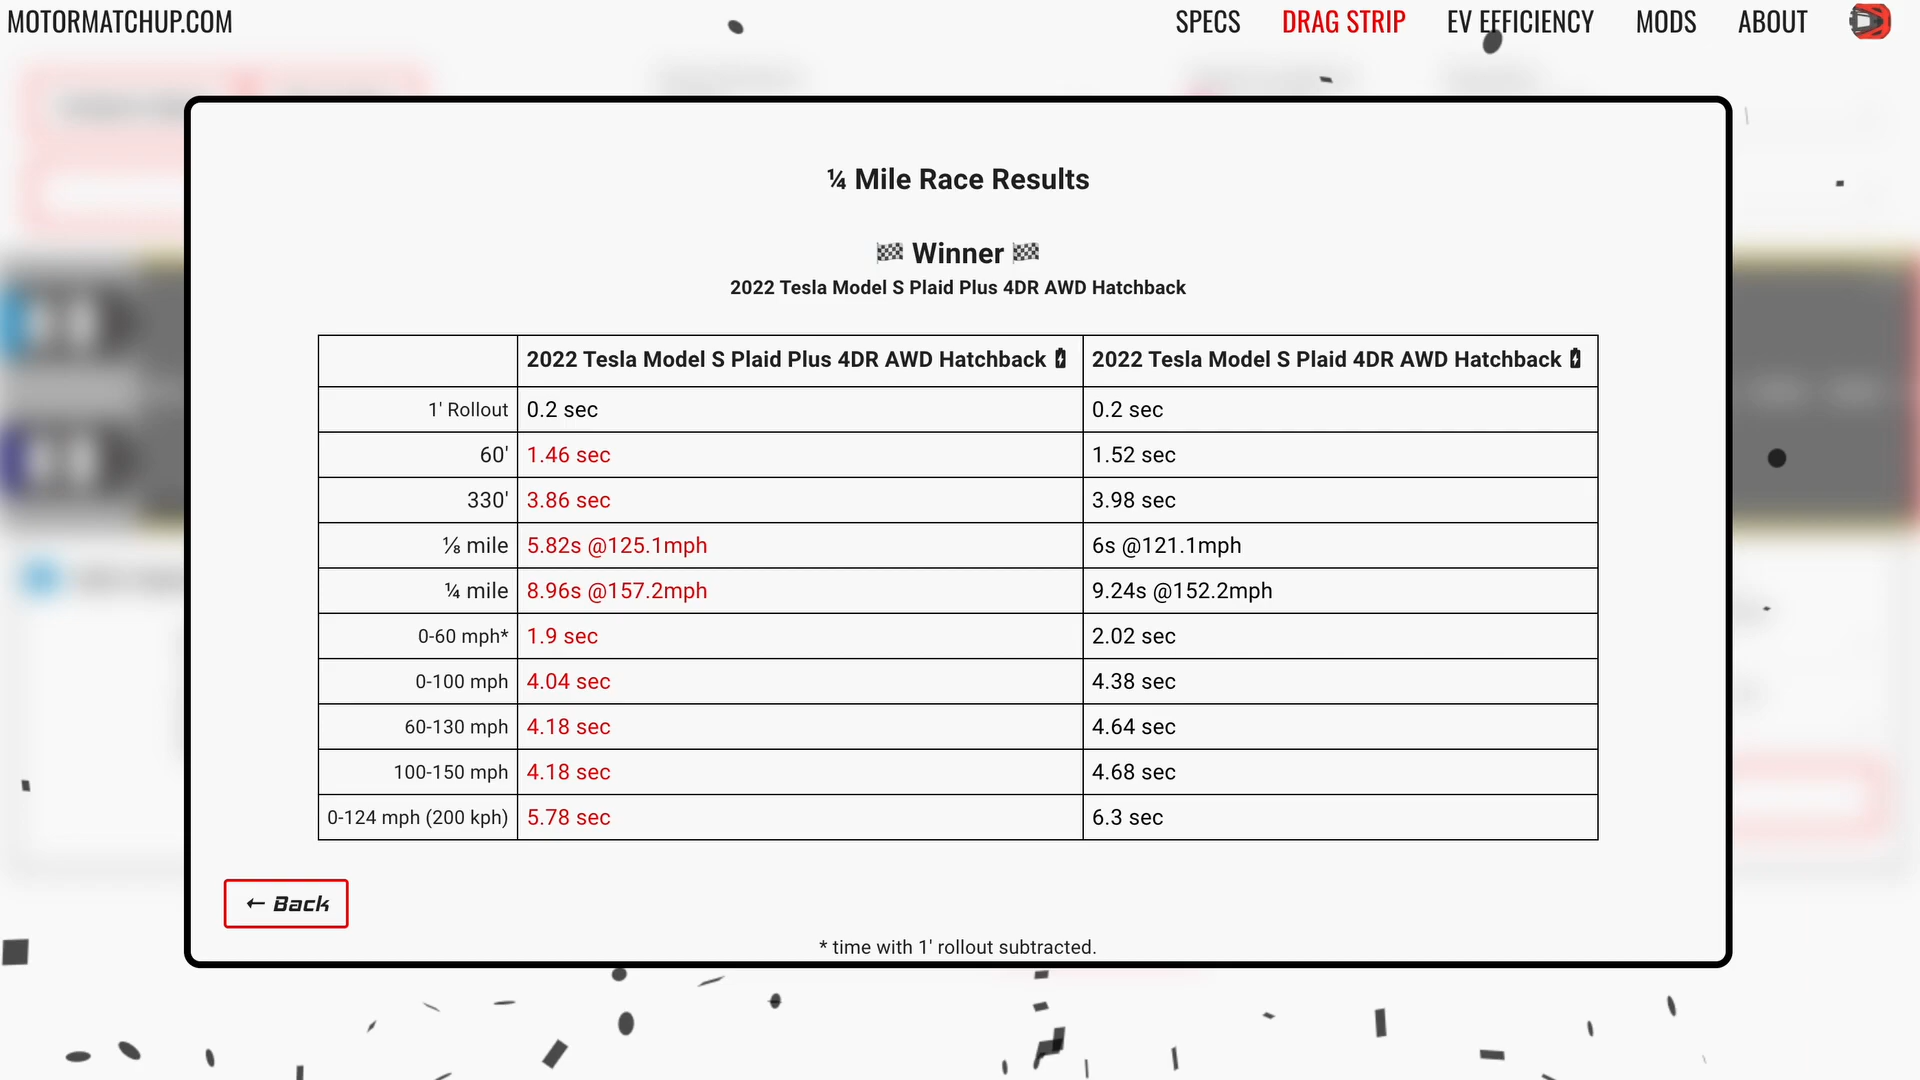 MOTORMATCHUP.COM
SPECS DRAG STRIP EV EFFICIENCY MODS ABOUT
¼ Mile Race Results
🏁 Winner 🏁
2022 Tesla Model S Plaid Plus 4DR AWD Hatchback
2022 Tesla Model S Plaid Plus 4DR AWD Hatchback 2022 Tesla Model S Plaid 4DR AWD Hatchback
1' Rollout 0.2 sec 0.2 sec
60' 1.46 sec 1.52 sec
330' 3.86 sec 3.98 sec
⅛ mile 5.82s @125.1mph 6s @121.1mph
¼ mile 8.96s @157.2mph 9.24s @152.2mph
0-60 mph* 1.9 sec 2.02 sec
0-100 mph 4.04 sec 4.38 sec
60-130 mph 4.18 sec 4.64 sec
100-150 mph 4.18 sec 4.68 sec
0-124 mph (200 kph) 5.78 sec 6.3 sec
← Back
* time with 1' rollout subtracted.